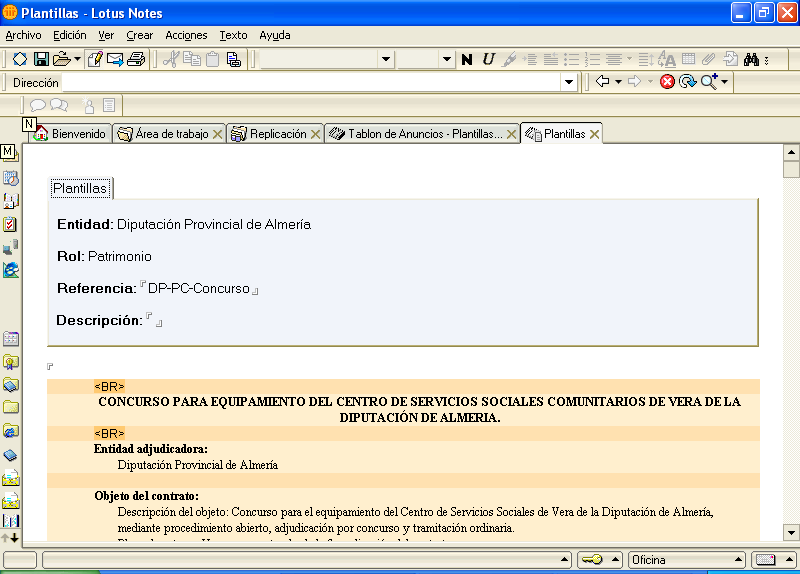 Plantillas - Lotus Notes
Archivo Edición Ver Crear Acciones Texto Ayuda
N U
Dirección
N
Bienvenido Área de trabajo Replicación Tablon de Anuncios - Plantillas... Plantillas
M
Plantillas
Entidad: Diputación Provincial de Almería
Rol: Patrimonio
Referencia: DP-PC-Concurso
Descripción:
<BR>
CONCURSO PARA EQUIPAMIENTO DEL CENTRO DE SERVICIOS SOCIALES COMUNITARIOS DE VERA DE LA
DIPUTACIÓN DE ALMERIA.
<BR>
Entidad adjudicadora:
Diputación Provincial de Almería
Objeto del contrato:
Descripción del objeto: Concurso para el equipamiento del Centro de Servicios Sociales de Vera de la Diputación de Almería,
mediante procedimiento abierto, adjudicación por concurso y tramitación ordinaria.
Oficina